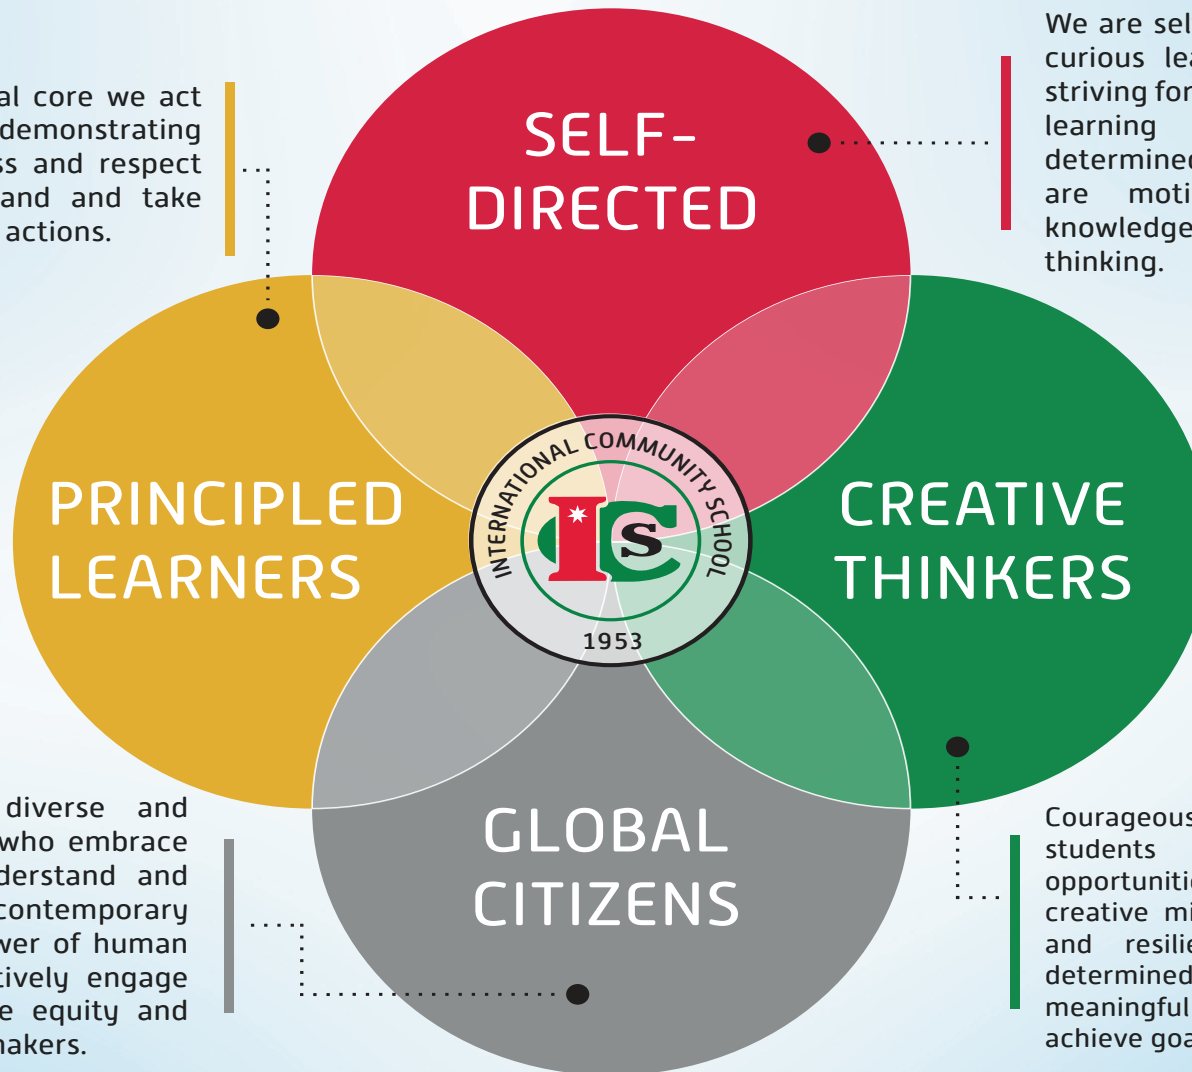 al core we act
demonstrating
ss and respect
and and take
actions.
SELF-
DIRECTED
We are sel
curious lea
striving for
learning
determined
are moti
knowledge
thinking.
PRINCIPLED
LEARNERS
INTERNATIONAL COMMUNITY SCHOOL
ICS
1953
CREATIVE
THINKERS
diverse and
who embrace
derstand and
contemporary
wer of human
tively engage
e equity and
makers.
GLOBAL
CITIZENS
Courageous
students
opportunitie
creative mi
and resilie
determined
meaningful
achieve goa